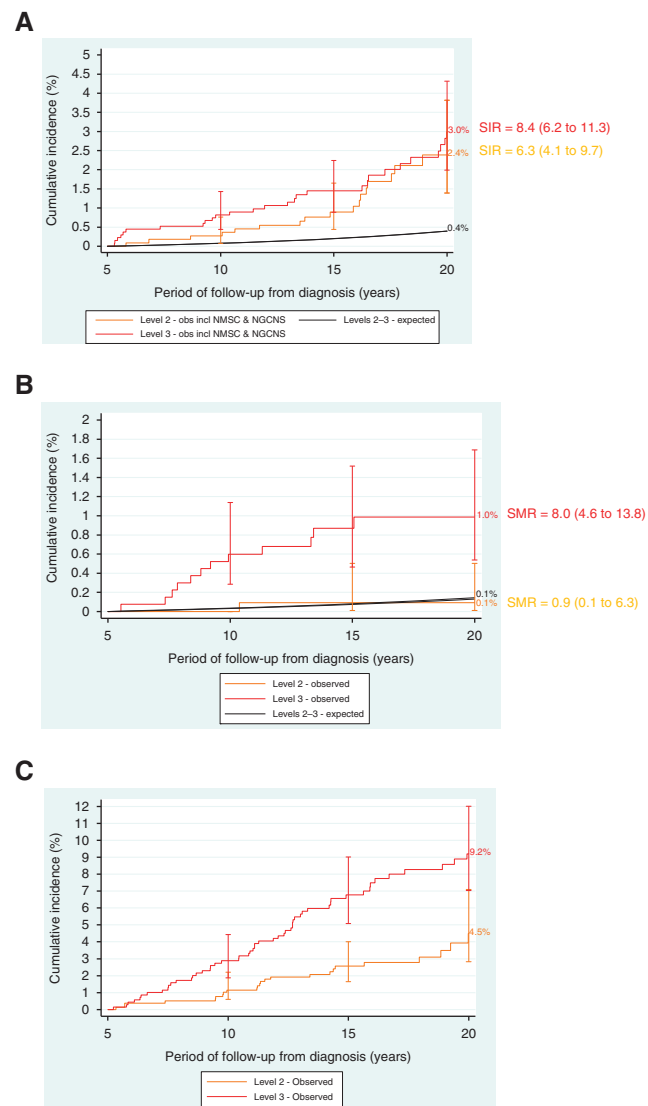 A
Cumulative incidence (%)
5
4.5
4
3.5
3
2.5
2
1.5
1
0.5
0
3.0%
2.4%
0.4%
SIR = 8.4 (6.2 to 11.3)
SIR = 6.3 (4.1 to 9.7)
5 10 15 20
Period of follow-up from diagnosis (years)
Level 2 - obs incl NMSC & NGCNS Levels 2–3 - expected
Level 3 - obs incl NMSC & NGCNS
B
Cumulative incidence (%)
2
1.8
1.6
1.4
1.2
1
0.8
0.6
0.4
0.2
0
1.0%
0.1%
0.1%
SMR = 8.0 (4.6 to 13.8)
SMR = 0.9 (0.1 to 6.3)
5 10 15 20
Period of follow-up from diagnosis (years)
Level 2 - observed
Level 3 - observed
Levels 2–3 - expected
C
Cumulative incidence (%)
12
11
10
9
8
7
6
5
4
3
2
1
0
9.2%
4.5%
5 10 15 20
Period of follow-up from diagnosis (years)
Level 2 - Observed
Level 3 - Observed